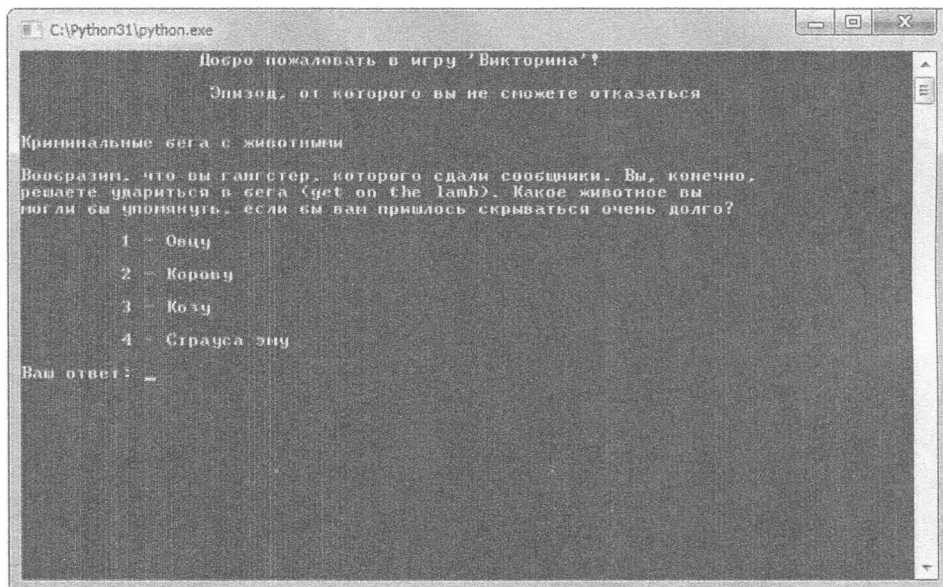 C:\Python31\python.exe
Добро пожаловать в игру 'Викторина'!
Эпизод, от которого вы не сможете отказаться
Криминальные бега с животными
Вообразим, что вы гангстер, которого сдали сообщники. Вы, конечно,
решаете удариться в бега (get on the lamb). Какое животное вы
могли бы упомянуть, если бы вам пришлось скрываться очень долго?
1 - Овцу
2 - Корову
3 - Козу
4 - Страуса эму
Ваш ответ: _